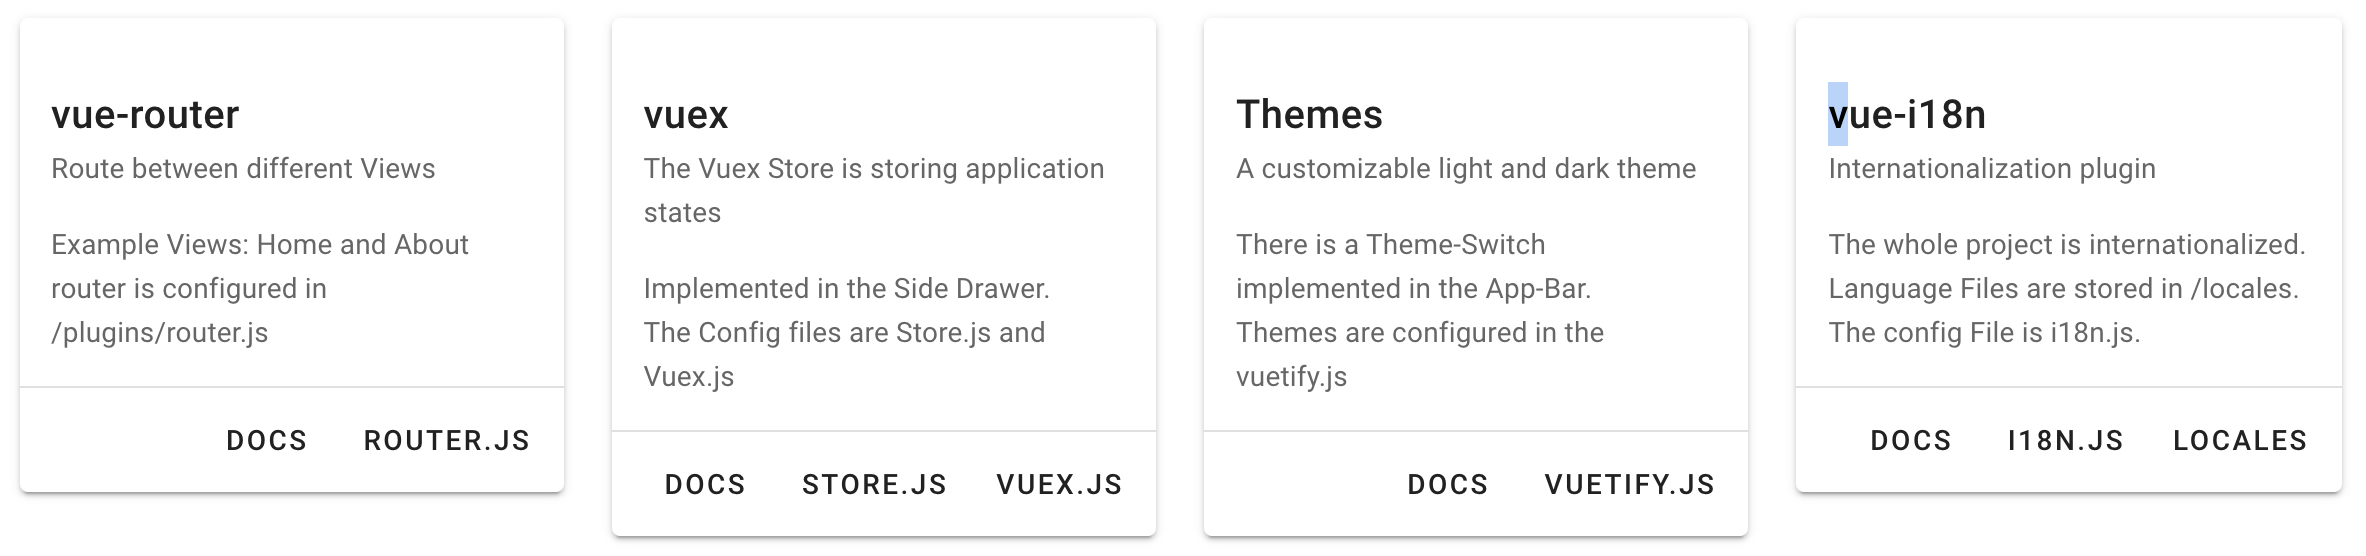 vue-router
Route between different Views
Example Views: Home and About
router is configured in
/plugins/router.js
DOCS ROUTER.JS
vuex
The Vuex Store is storing application
states
Implemented in the Side Drawer.
The Config files are Store.js and
Vuex.js
DOCS STORE.JS VUEX.JS
Themes
A customizable light and dark theme
There is a Theme-Switch
implemented in the App-Bar.
Themes are configured in the
vuetify.js
DOCS VUETIFY.JS
vue-i18n
Internationalization plugin
The whole project is internationalized.
Language Files are stored in /locales.
The config File is i18n.js.
DOCS I18N.JS LOCALES